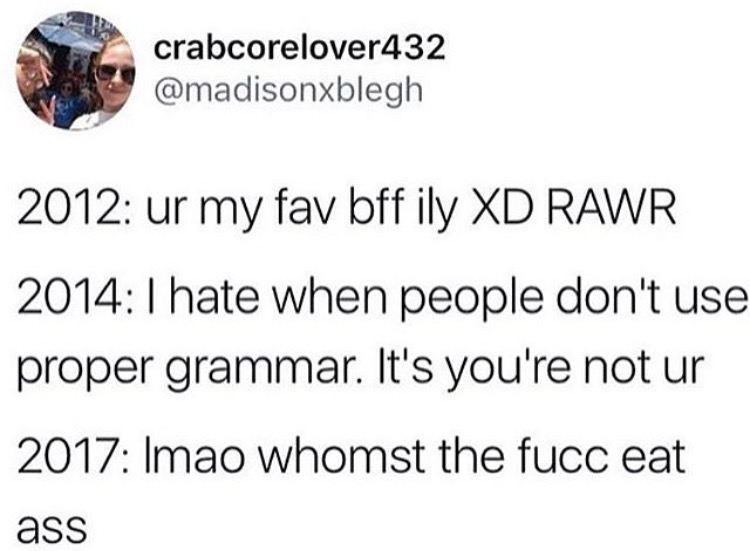 crabcorelover432
@madisonxblegh
2012: ur my fav bff ily XD RAWR
2014: I hate when people don't use
proper grammar. It's you're not ur
2017: lmao whomst the fucc eat
ass